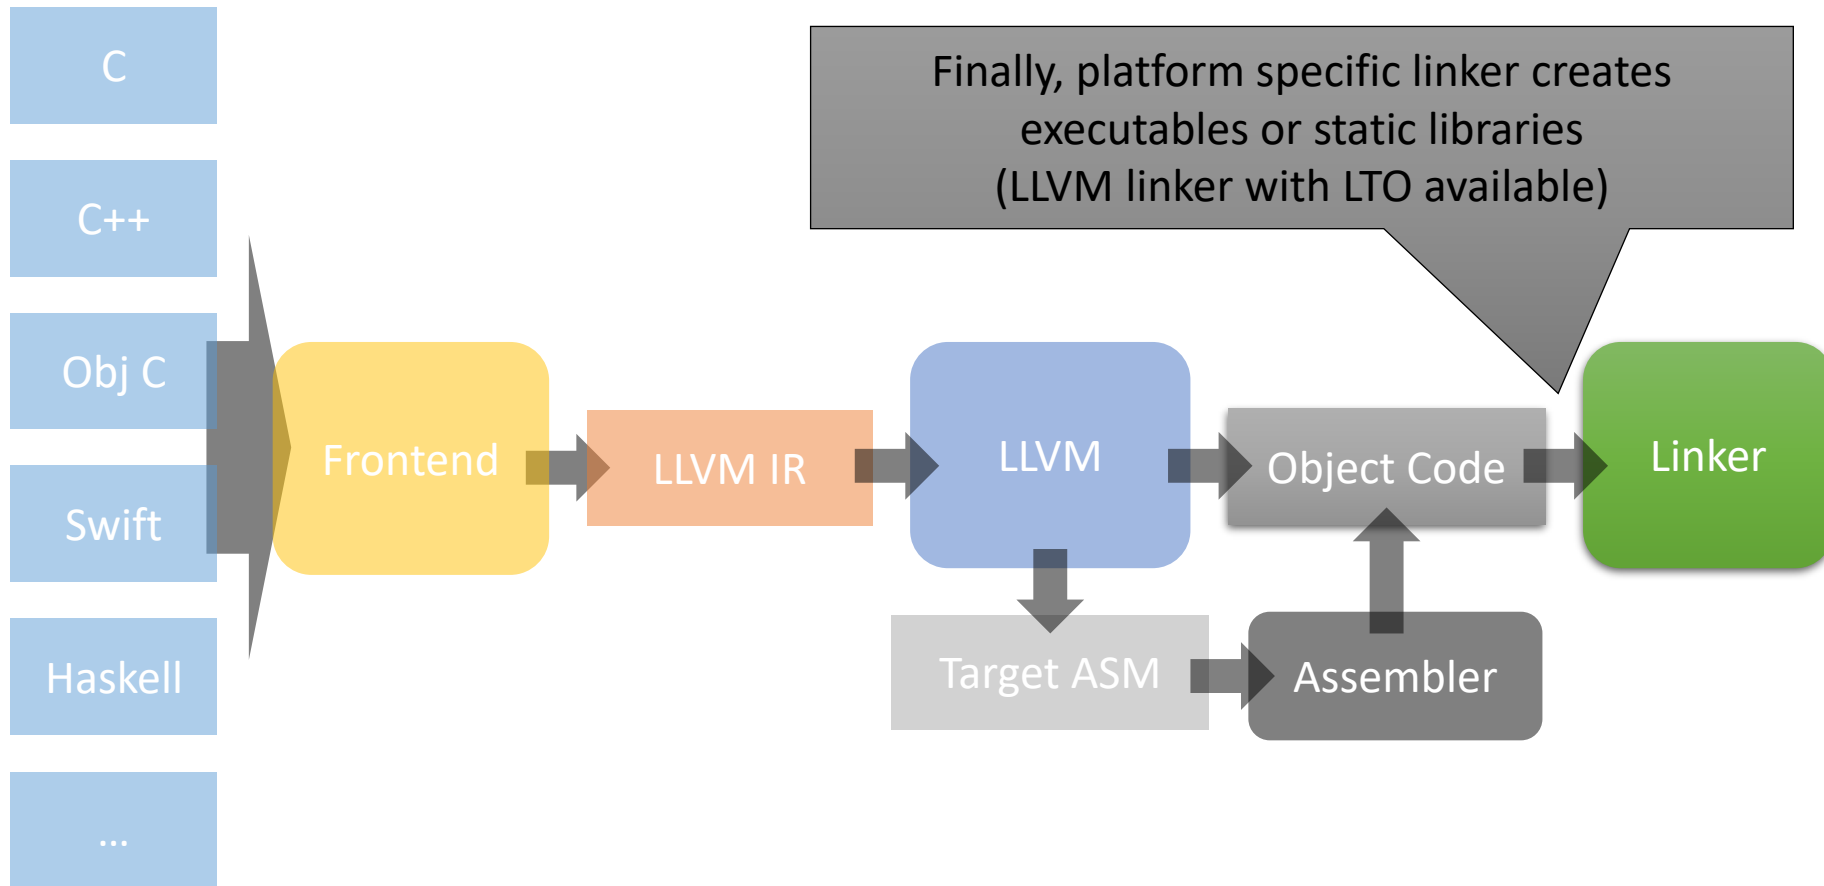 C
C++
Obj C
Swift
Haskell
...
Finally, platform specific linker creates
executables or static libraries
(LLVM linker with LTO available)
Frontend
LLVM IR
LLVM
Object Code
Linker
Target ASM
Assembler